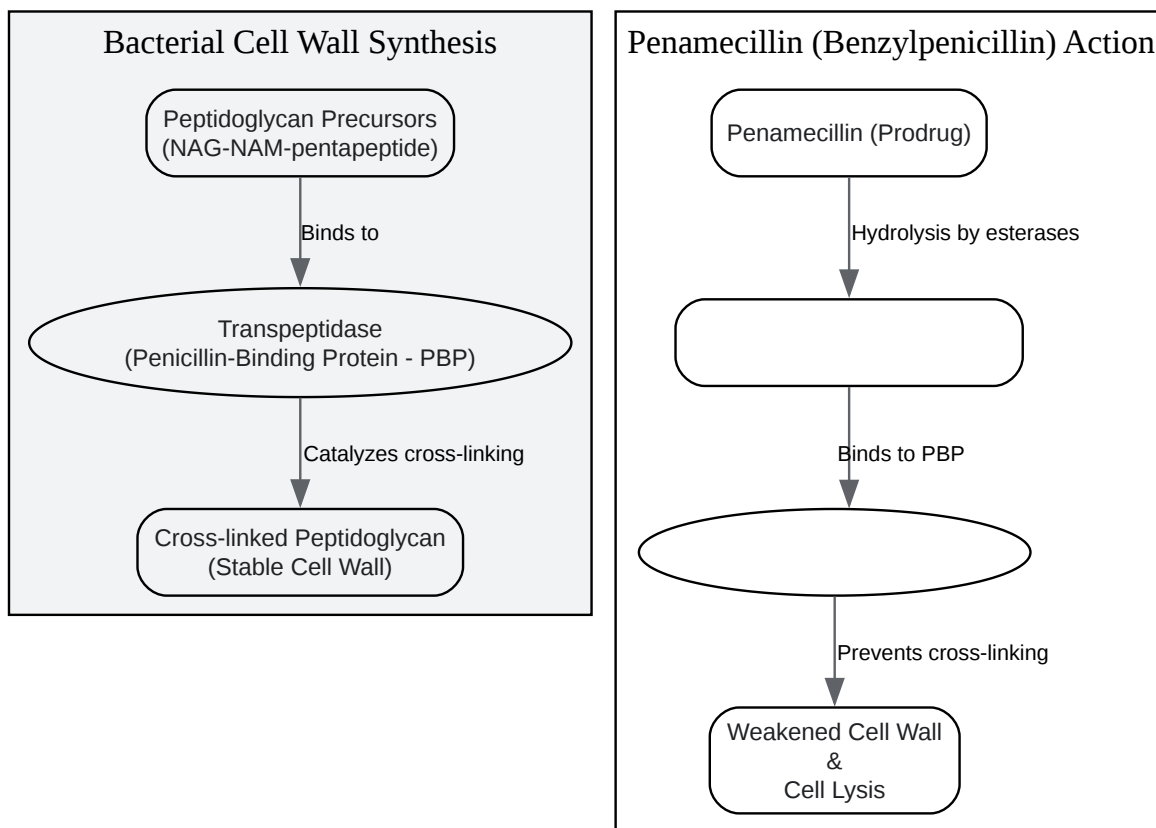 Bacterial Cell Wall Synthesis
Peptidoglycan Precursors
(NAG-NAM-pentapeptide)
Binds to
Transpeptidase
(Penicillin-Binding Protein - PBP)
Catalyzes cross-linking
Cross-linked Peptidoglycan
(Stable Cell Wall)
Penamecillin (Benzylpenicillin) Action
Penamecillin (Prodrug)
Hydrolysis by esterases
Binds to PBP
Prevents cross-linking
Weakened Cell Wall
&
Cell Lysis